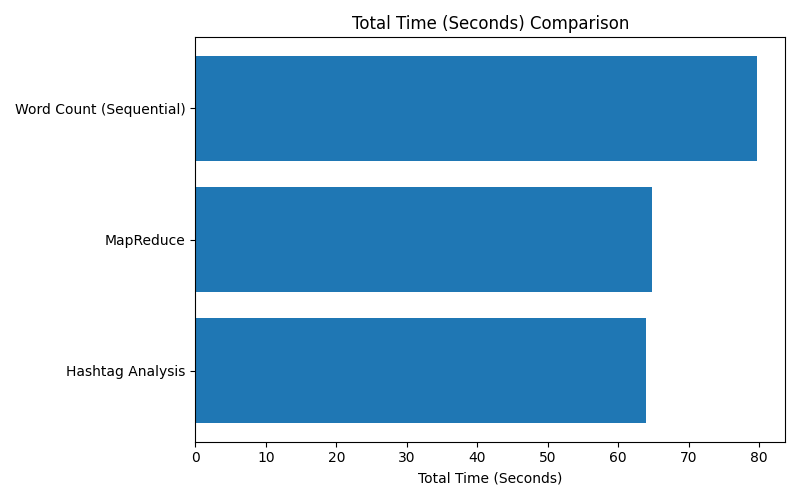 Total Time (Seconds) Comparison
Word Count (Sequential)
MapReduce
Hashtag Analysis
0 10 20 30 40 50 60 70 80
Total Time (Seconds)